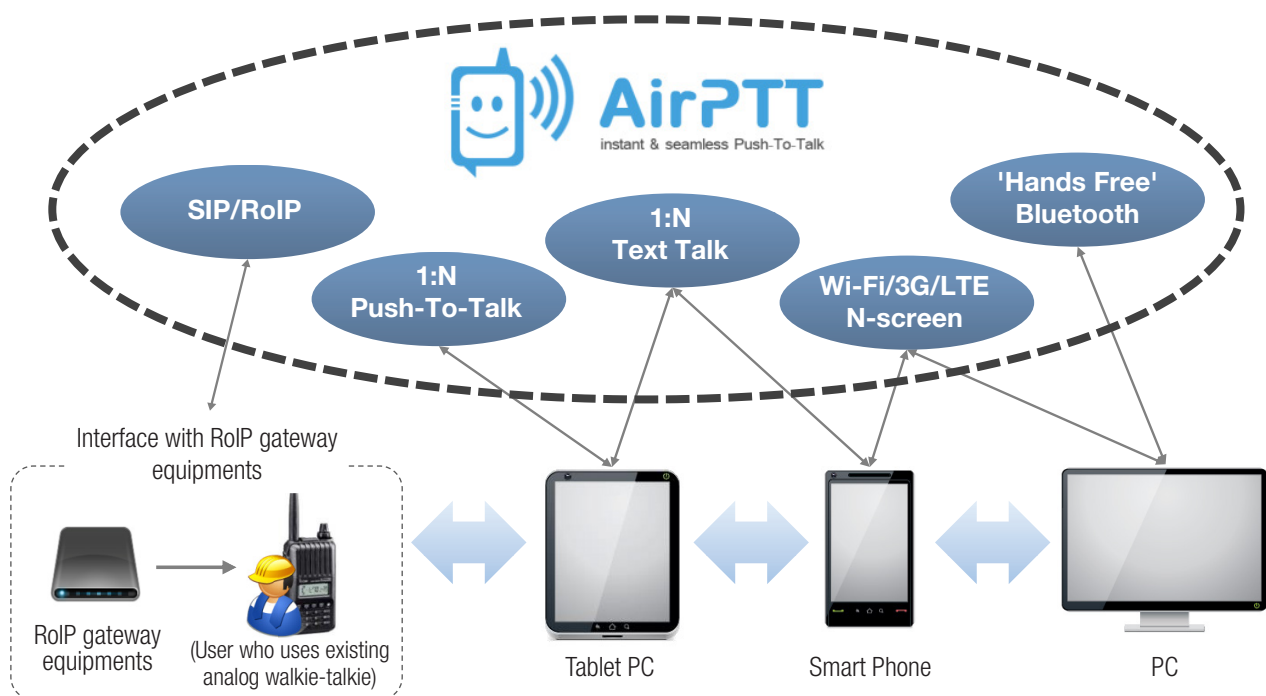 AirPTT
instant & seamless Push-To-Talk
SIP/RoIP
1:N
Push-To-Talk
1:N
Text Talk
Wi-Fi/3G/LTE
N-screen
'Hands Free'
Bluetooth
Interface with RoIP gateway
equipments
RoIP gateway
equipments
(User who uses existing
analog walkie-talkie)
Tablet PC
Smart Phone
PC